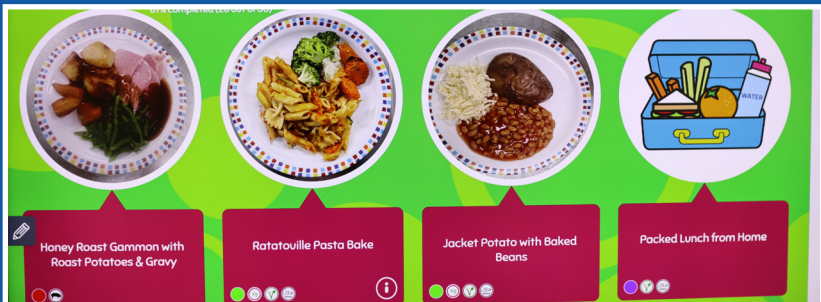 WATER
Honey Roast Gammon with
Roast Potatoes & Gravy
Ratatouille Pasta Bake
Jacket Potato with Baked
Beans
Packed Lunch from Home